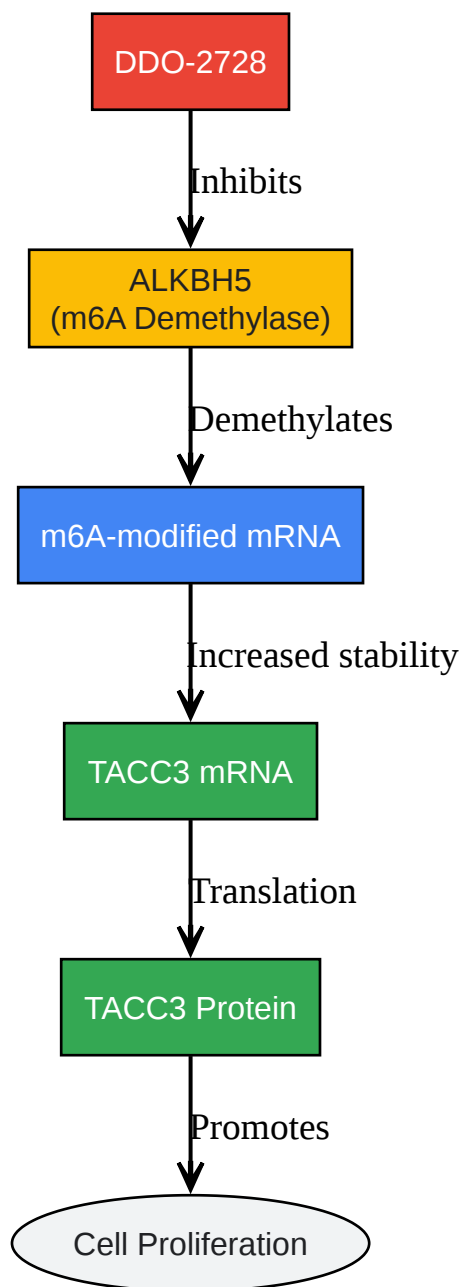 DDO-2728
Inhibits
ALKBH5
(m6A Demethylase)
Demethylates
m6A-modified mRNA
Increased stability
TACC3 mRNA
Translation
TACC3 Protein
Promotes
Cell Proliferation